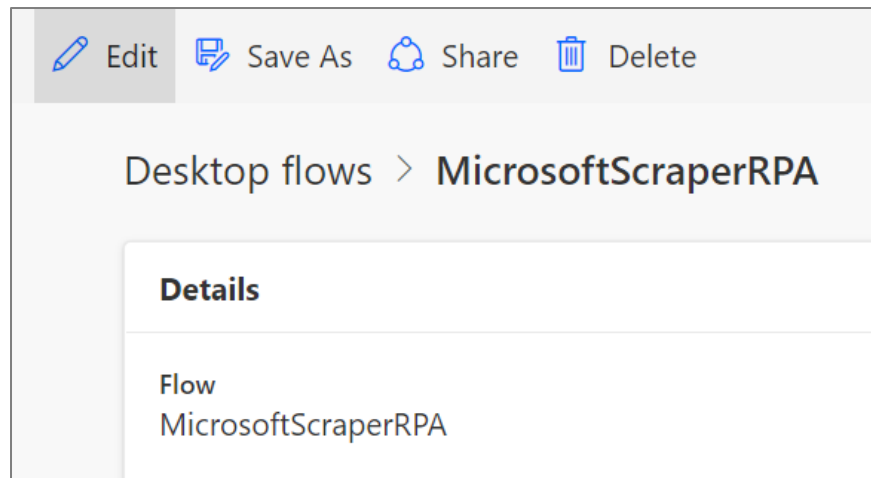 Edit Save As Share Delete
Desktop flows > MicrosoftScraperRPA
Details
Flow
MicrosoftScraperRPA